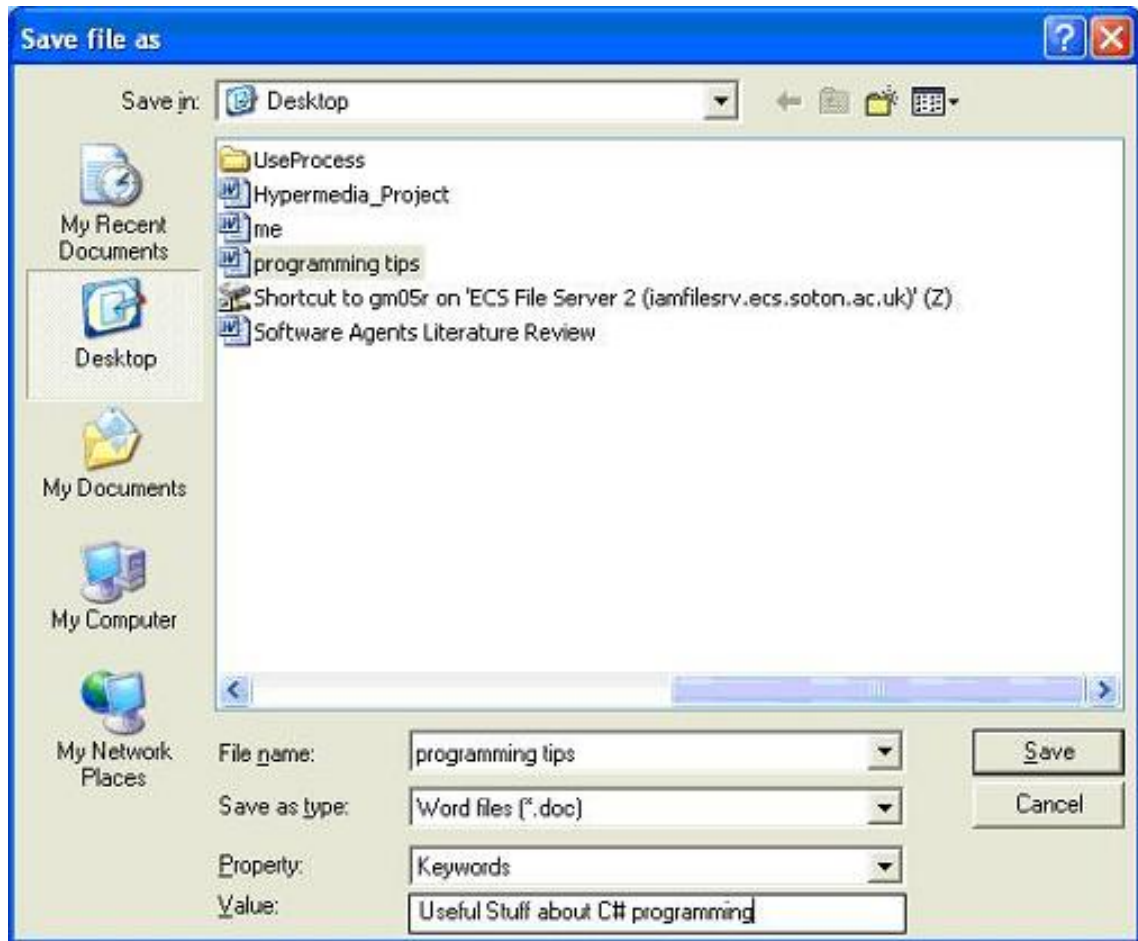 Save file as
Save in:
Desktop
My Recent
Documents
Desktop
My Documents
My Computer
My Network
Places
UseProcess
Hypermedia_Project
me
programming tips
Shortcut to gm05r on 'ECS File Server 2 (iamfilesrv.ecs.soton.ac.uk)' (Z)
Software Agents Literature Review
File name:
programming tips
Save
Save as type:
Word files (*.doc)
Cancel
Property:
Keywords
Value:
Useful Stuff about C# programming